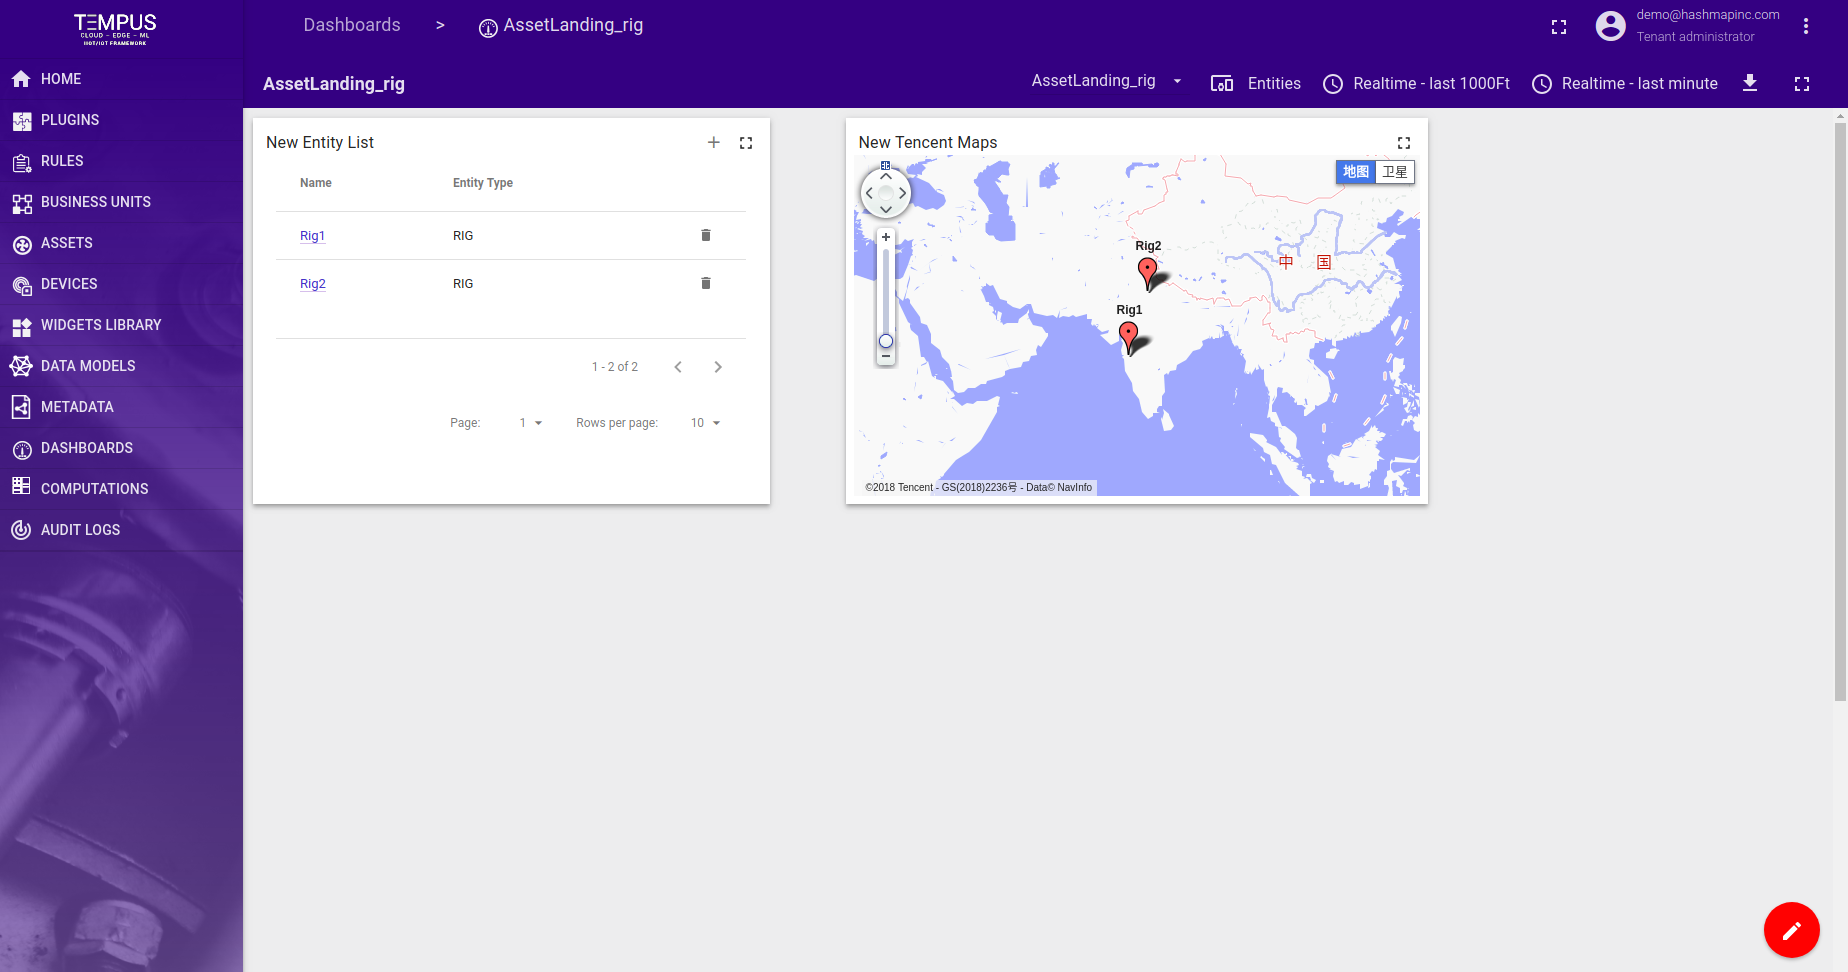 TEMPUS
CLOUD – EDGE – ML
IIOT/IOT FRAMEWORK
Dashboards > AssetLanding_rig
demo@hashmapinc.com
Tenant administrator
AssetLanding_rig
AssetLanding_rig
Entities
Realtime - last 1000Ft
Realtime - last minute
HOME
PLUGINS
RULES
BUSINESS UNITS
ASSETS
DEVICES
WIDGETS LIBRARY
DATA MODELS
METADATA
DASHBOARDS
COMPUTATIONS
AUDIT LOGS
New Entity List
Name Entity Type
Rig1 RIG
Rig2 RIG
1 - 2 of 2
Page: 1 Rows per page: 10
New Tencent Maps
地图 卫星
Rig2
中 国
Rig1
©2018 Tencent - GS(2018)2236号 - Data© NavInfo